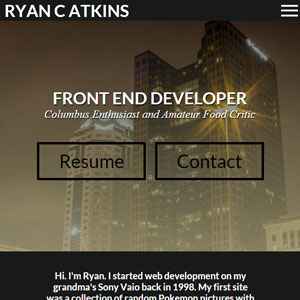 RYAN C ATKINS
FRONT END DEVELOPER
Columbus Enthusiast and Amateur Food Critic
Resume
Contact
Hi. I'm Ryan. I started web development on my
grandma's Sony Vaio back in 1998. My first site
was a collection of random Pokemon pictures with